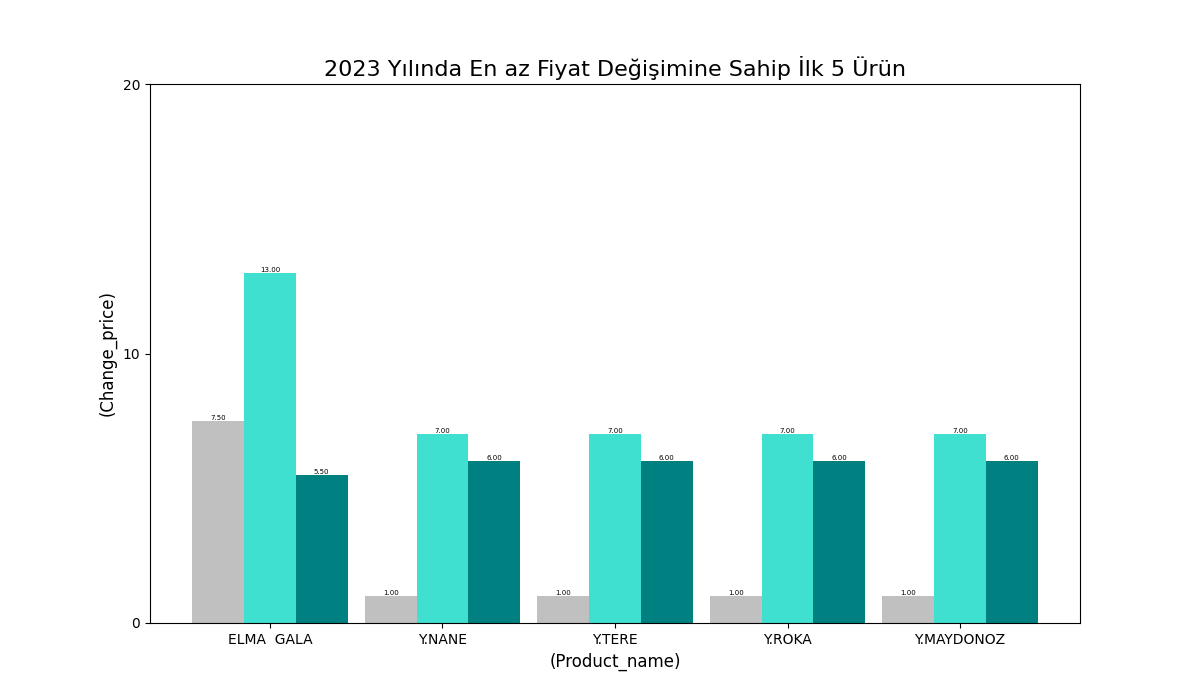 2023 Yılında En az Fiyat Değişimine Sahip İlk 5 Ürün
20
10
0
(Change_price)
13.00
7.50
5.50
1.00
7.00
6.00
1.00
7.00
6.00
1.00
7.00
6.00
1.00
7.00
6.00
ELMA  GALA
Y.NANE
Y.TERE
Y.ROKA
Y.MAYDONOZ
(Product_name)